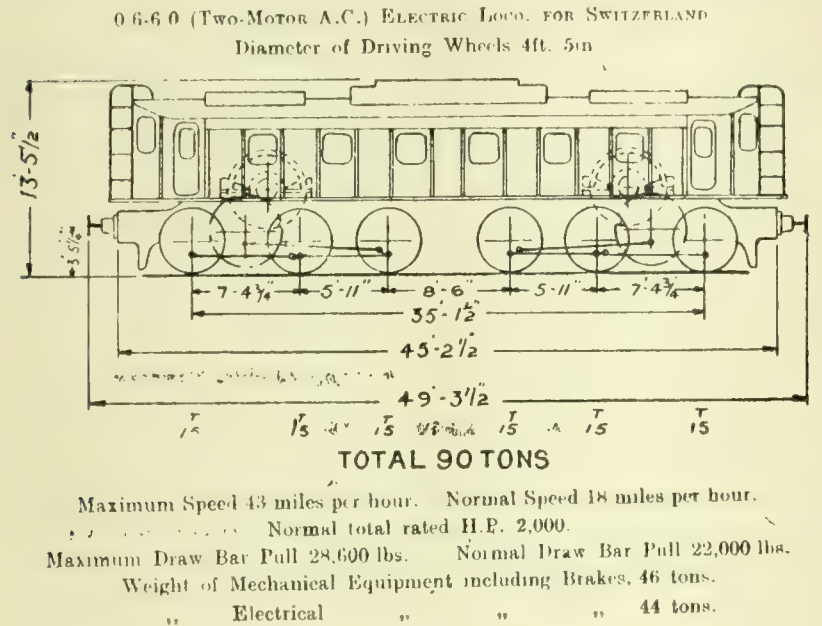 0 6-6 0 (Two-Motor A.C.) Electric Loco. for Switzerland
Diameter of Driving Wheels 4ft. 5in
13'-5½"
3'5¼"
7'-4¾" 5'-11" 8'-6" 5'-11" 7'-4¾"
35'-1½"
45'-2½"
49'-3½"
T T T T T T
15 15 15 15 15 15
TOTAL 90 TONS
Maximum Speed 43 miles per hour. Normal Speed 18 miles per hour.
Normal total rated H.P. 2,000.
Maximum Draw Bar Pull 28,600 lbs. Normal Draw Bar Pull 22,000 lbs.
Weight of Mechanical Equipment including Brakes, 46 tons.
„ Electrical „ „ „ 44 tons.